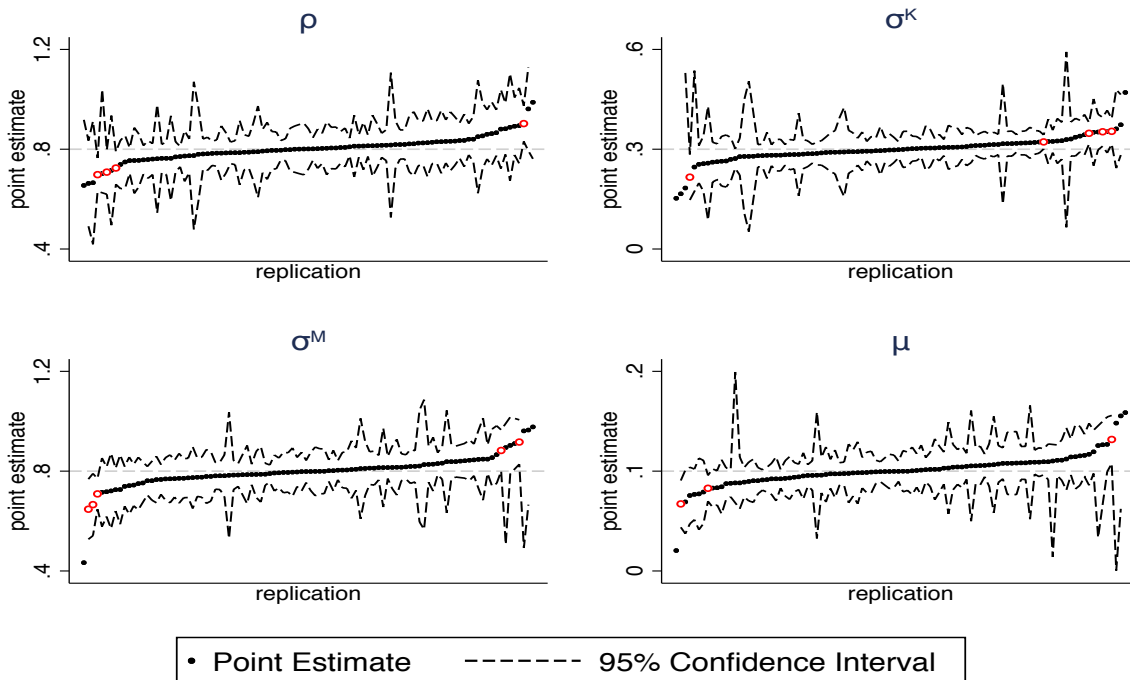 ρ
σᴷ
point estimate
.4 .8 1.2
replication
point estimate
0 .3 .6
replication
σᴹ
μ
point estimate
.4 .8 1.2
replication
point estimate
0 .1 .2
replication
Point Estimate
95% Confidence Interval